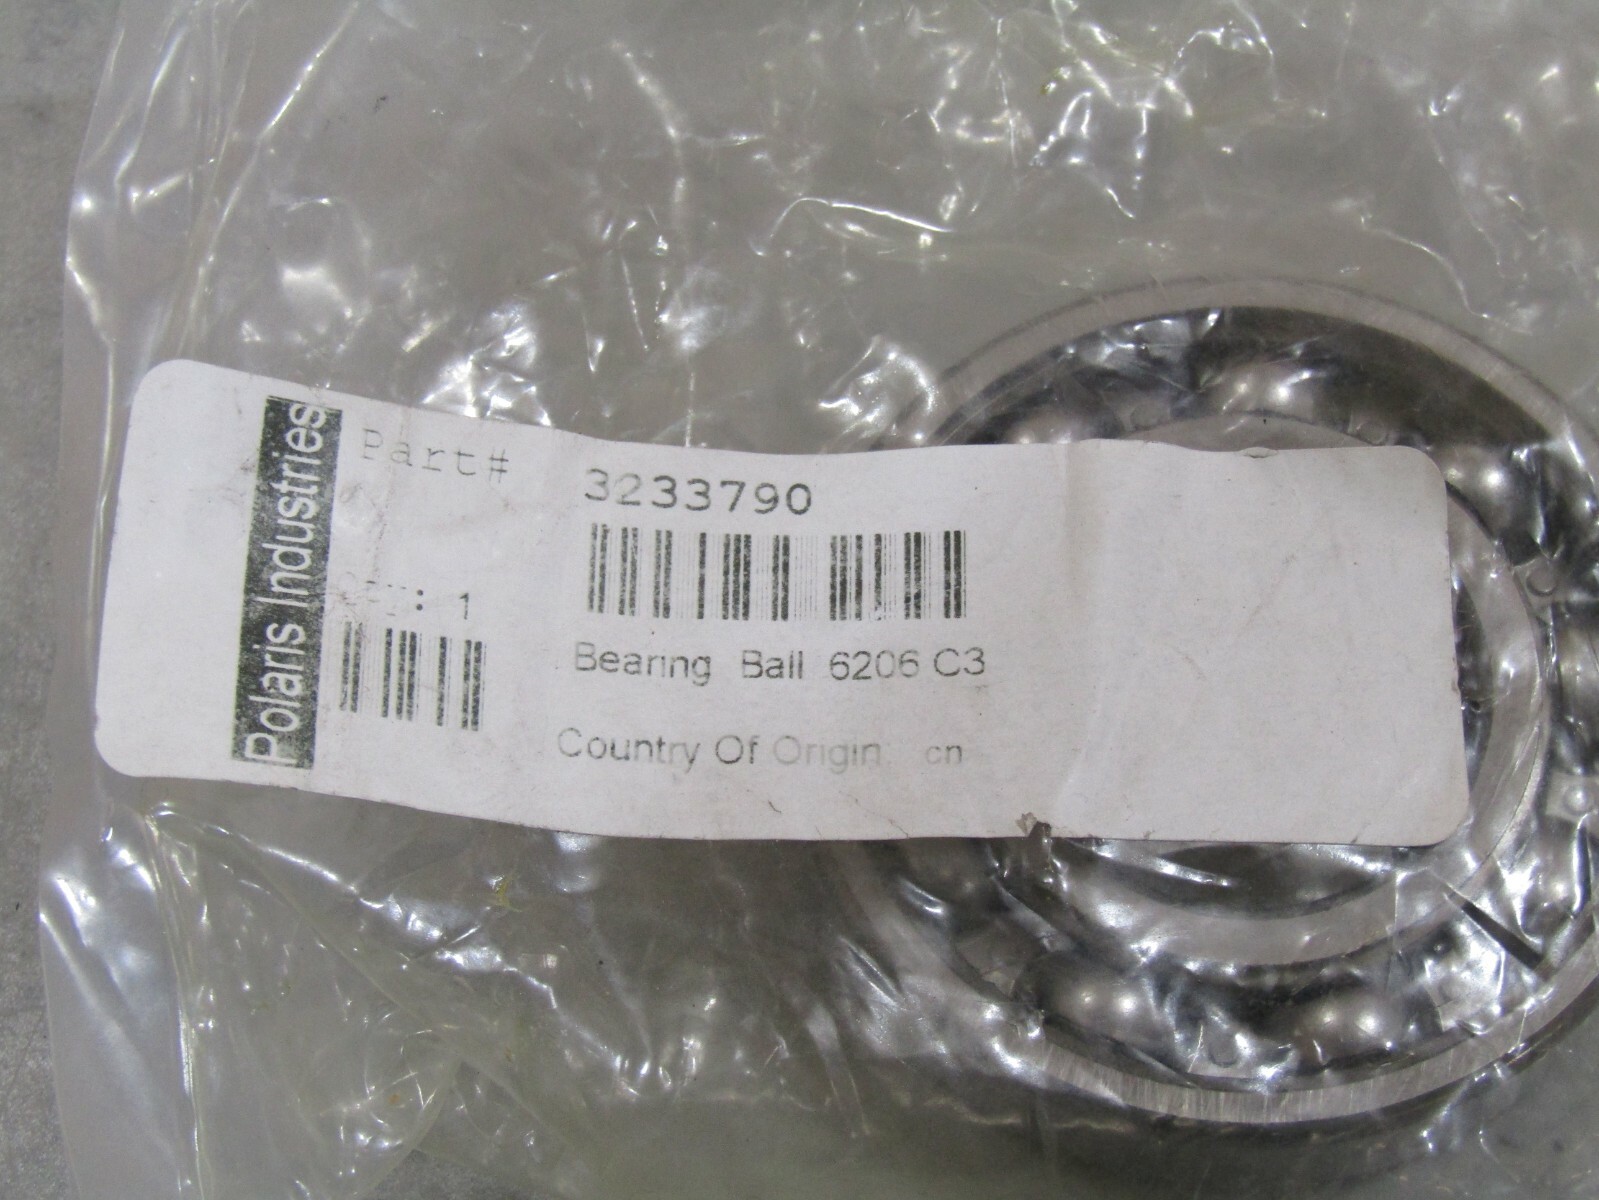 Polaris Industries
Part# 3233790
: 1
Bearing Ball 6206 C3
Country Of Origin cn